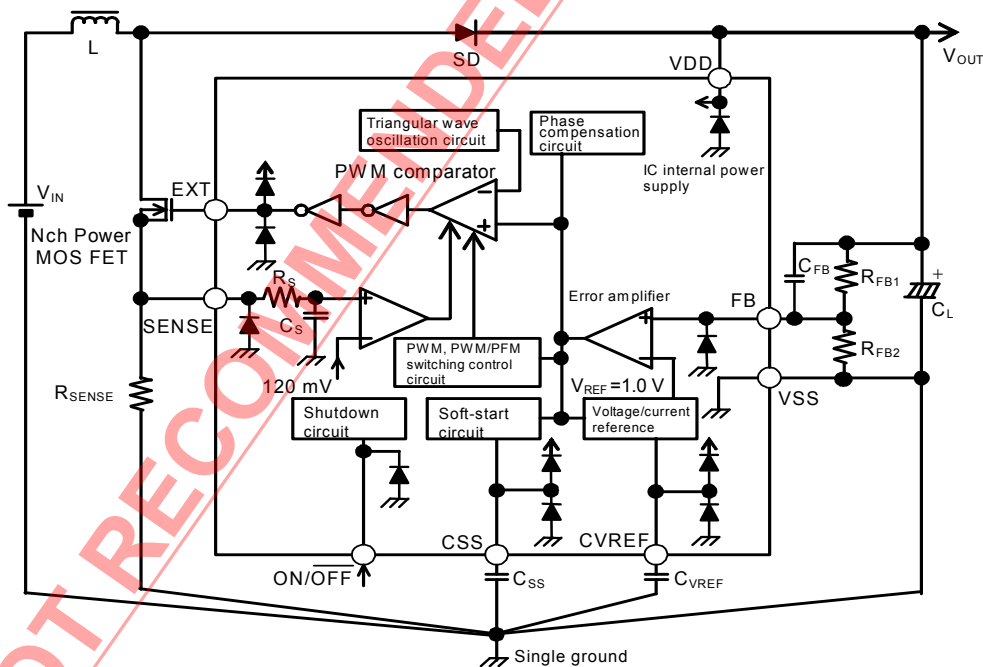 L
SD
VOUT
VDD
Triangular wave
oscillation circuit
Phase
compensation
circuit
IC internal power
supply
PWM comparator
−
+
VIN
EXT
Nch Power
MOS FET
RS
CS
SENSE
+
−
120 mV
Error amplifier
+
−
FB
CFB
RFB1
+
CL
RFB2
PWM, PWM/PFM
switching control
circuit
VREF=1.0 V
VSS
RSENSE
Shutdown
circuit
Soft-start
circuit
Voltage/current
reference
ON/OFF
CSS
CVREF
CSS
CVREF
Single ground
OT RECOMMENDE